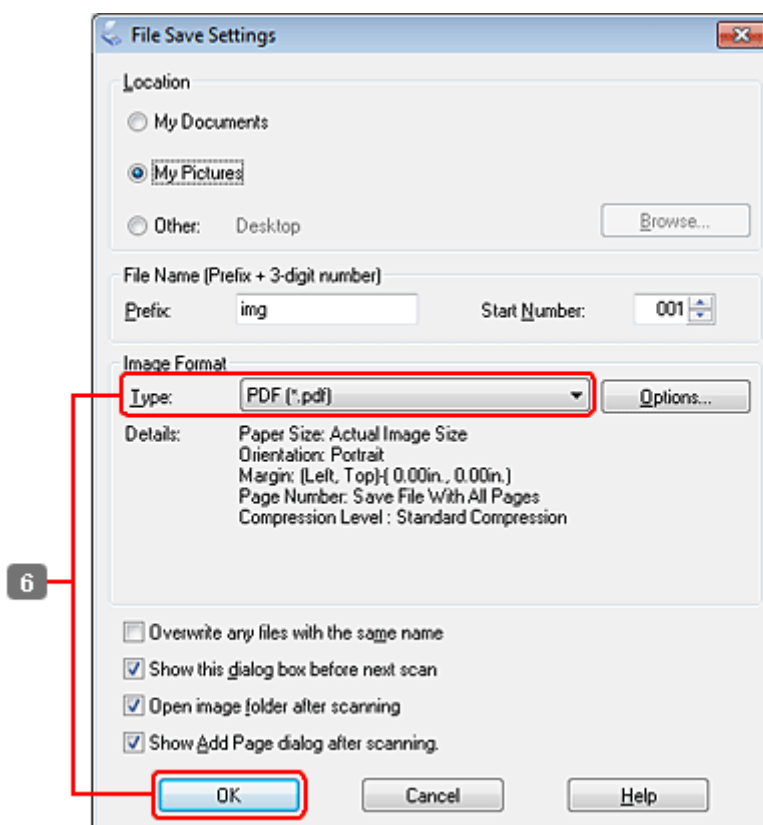 File Save Settings
Location
My Documents
My Pictures
Other: Desktop Browse...
File Name (Prefix + 3-digit number)
Prefix: img Start Number: 001
Image Format
Type: PDF (*.pdf) Options...
Details: Paper Size: Actual Image Size
Orientation: Portrait
Margin: (Left, Top)-( 0.00in., 0.00in.)
Page Number: Save File With All Pages
Compression Level : Standard Compression
6
Overwrite any files with the same name
Show this dialog box before next scan
Open image folder after scanning
Show Add Page dialog after scanning.
OK Cancel Help